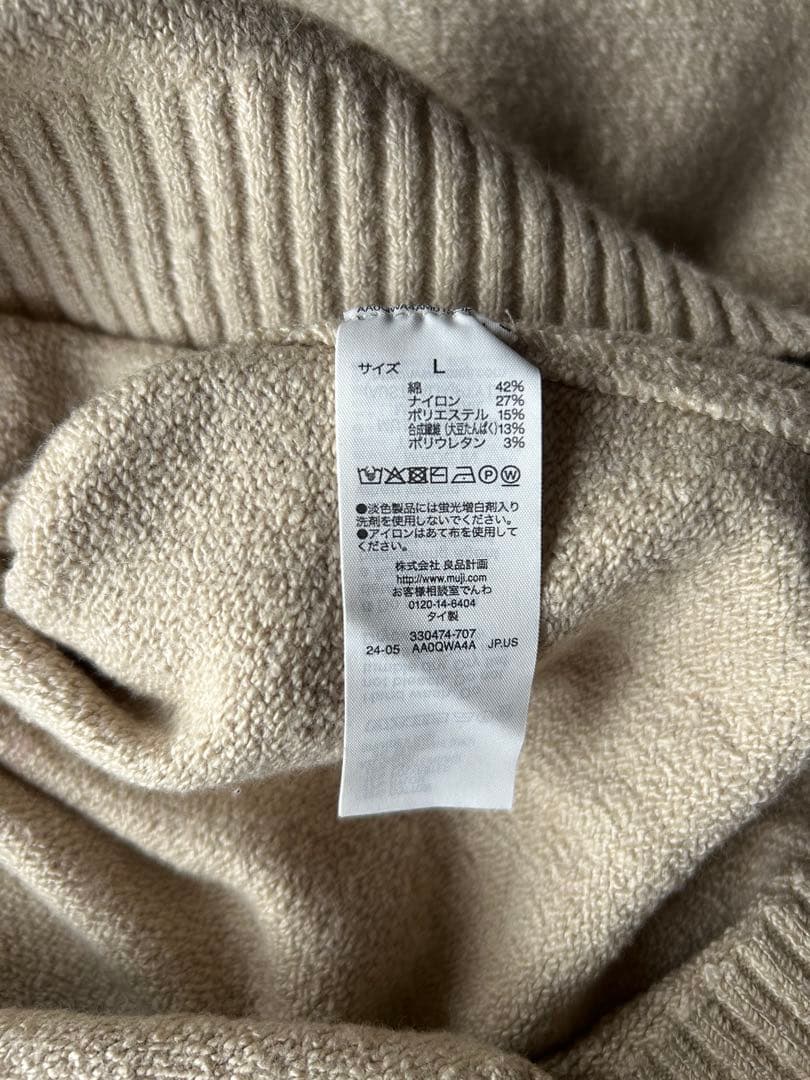 サイズ L
綿 42%
ナイロン 27%
ポリエステル 15%
合成繊維(大豆たんぱく)13%
ポリウレタン 3%
●淡色製品には蛍光増白剤入り
洗剤を使用しないでください。
●アイロンはあて布を使用して
ください。
株式会社 良品計画
http://www.muji.com
お客様相談室でんわ
0120-14-6404
タイ製
330474-707
24-05 AA0QWA4A JP.US